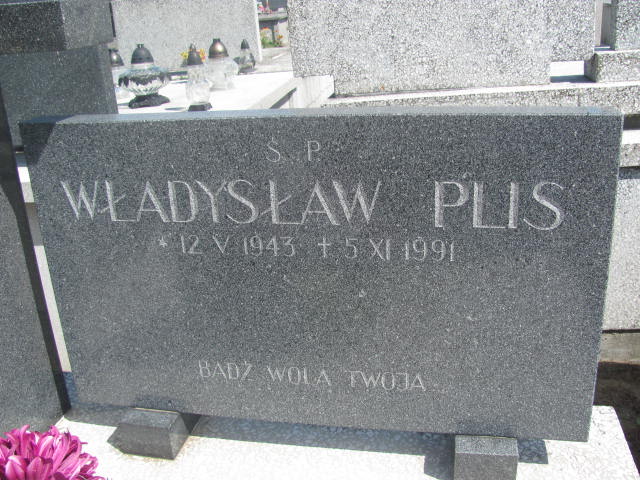 Ś.P.
WŁADYSŁAW PLIS
* 12 V 1943 + 5 XI 1991
BĄDŹ WOLA TWOJA